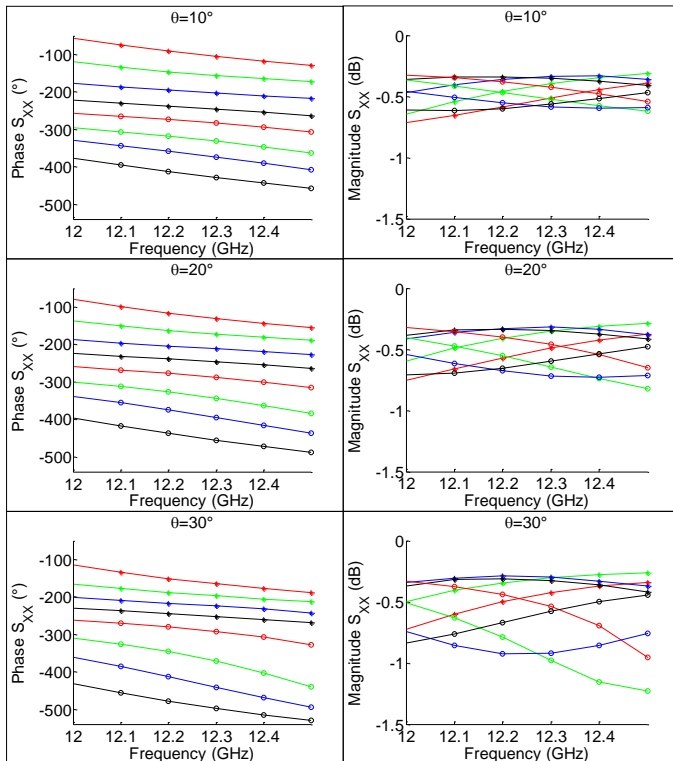 θ=10°
-100
-200
-300
-400
-500
Phase S_XX (°)
12 12.1 12.2 12.3 12.4
Frequency (GHz)
θ=10°
0
-0.5
-1
-1.5
Magnitude S_XX (dB)
12 12.1 12.2 12.3 12.4
Frequency (GHz)
θ=20°
-100
-200
-300
-400
-500
Phase S_XX (°)
12 12.1 12.2 12.3 12.4
Frequency (GHz)
θ=20°
0
-0.5
-1
-1.5
Magnitude S_XX (dB)
12 12.1 12.2 12.3 12.4
Frequency (GHz)
θ=30°
-100
-200
-300
-400
-500
Phase S_XX (°)
12 12.1 12.2 12.3 12.4
Frequency (GHz)
θ=30°
0
-0.5
-1
-1.5
Magnitude S_XX (dB)
12 12.1 12.2 12.3 12.4
Frequency (GHz)